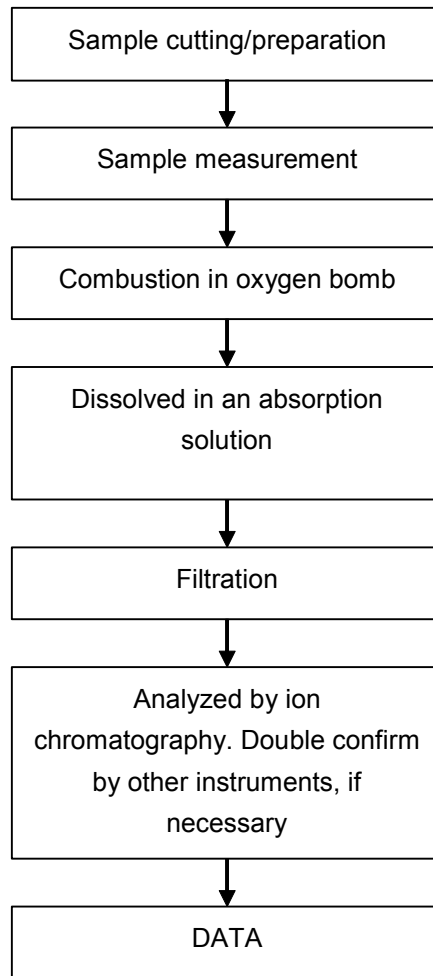 Sample cutting/preparation
Sample measurement
Combustion in oxygen bomb
Dissolved in an absorption
solution
Filtration
Analyzed by ion
chromatography. Double confirm
by other instruments, if
necessary
DATA